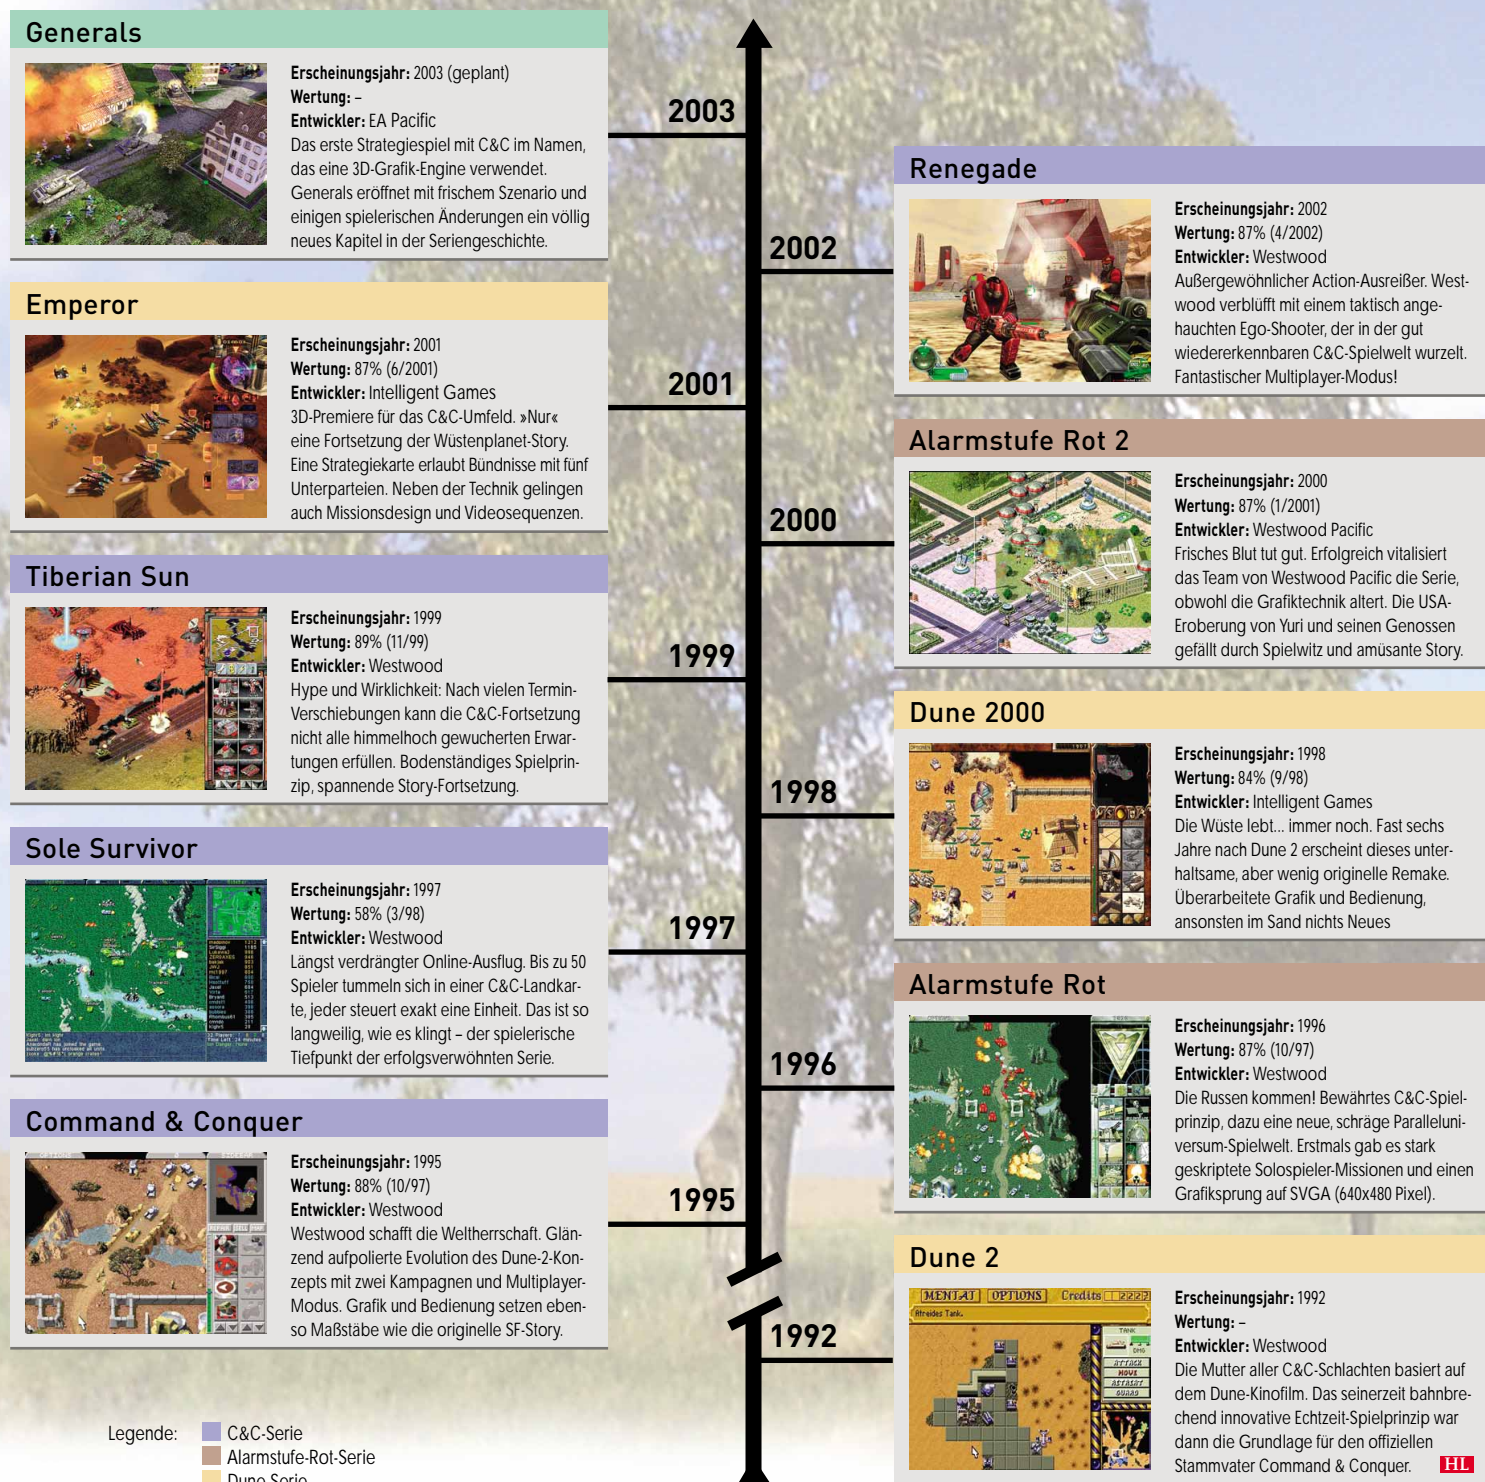 Generals
Erscheinungsjahr: 2003 (geplant)
Wertung: –
Entwickler: EA Pacific
Das erste Strategiespiel mit C&C im Namen,
das eine 3D-Grafik-Engine verwendet.
Generals eröffnet mit frischem Szenario und
einigen spielerischen Änderungen ein völlig
neues Kapitel in der Seriengeschichte.
2003
Renegade
Erscheinungsjahr: 2002
Wertung: 87% (4/2002)
Entwickler: Westwood
Außergewöhnlicher Action-Ausreißer. West-
wood verblüfft mit einem taktisch ange-
hauchten Ego-Shooter, der in der gut
wiedererkennbaren C&C-Spielwelt wurzelt.
Fantastischer Multiplayer-Modus!
2002
Emperor
Erscheinungsjahr: 2001
Wertung: 87% (6/2001)
Entwickler: Intelligent Games
3D-Premiere für das C&C-Umfeld. »Nur«
eine Fortsetzung der Wüstenplanet-Story.
Eine Strategiekarte erlaubt Bündnisse mit fünf
Unterparteien. Neben der Technik gelingen
auch Missionsdesign und Videosequenzen.
2001
Alarmstufe Rot 2
Erscheinungsjahr: 2000
Wertung: 87% (1/2001)
Entwickler: Westwood Pacific
Frisches Blut tut gut. Erfolgreich vitalisiert
das Team von Westwood Pacific die Serie,
obwohl die Grafiktechnik altert. Die USA-
Eroberung von Yuri und seinen Genossen
gefällt durch Spielwitz und amüsante Story.
2000
Tiberian Sun
Erscheinungsjahr: 1999
Wertung: 89% (11/99)
Entwickler: Westwood
Hype und Wirklichkeit: Nach vielen Termin-
Verschiebungen kann die C&C-Fortsetzung
nicht alle himmelhoch gewucherten Erwar-
tungen erfüllen. Bodenständiges Spielprin-
zip, spannende Story-Fortsetzung.
1999
Dune 2000
Erscheinungsjahr: 1998
Wertung: 84% (9/98)
Entwickler: Intelligent Games
Die Wüste lebt... immer noch. Fast sechs
Jahre nach Dune 2 erscheint dieses unter-
haltsame, aber wenig originelle Remake.
Überarbeitete Grafik und Bedienung,
ansonsten im Sand nichts Neues
1998
Sole Survivor
Erscheinungsjahr: 1997
Wertung: 58% (3/98)
Entwickler: Westwood
Längst verdrängter Online-Ausflug. Bis zu 50
Spieler tummeln sich in einer C&C-Landkar-
te, jeder steuert exakt eine Einheit. Das ist so
langweilig, wie es klingt – der spielerische
Tiefpunkt der erfolgsverwöhnten Serie.
1997
Alarmstufe Rot
Erscheinungsjahr: 1996
Wertung: 87% (10/97)
Entwickler: Westwood
Die Russen kommen! Bewährtes C&C-Spiel-
prinzip, dazu eine neue, schräge Paralleluni-
versum-Spielwelt. Erstmals gab es stark
geskriptete Solospieler-Missionen und einen
Grafiksprung auf SVGA (640x480 Pixel).
1996
Command & Conquer
Erscheinungsjahr: 1995
Wertung: 88% (10/97)
Entwickler: Westwood
Westwood schafft die Weltherrschaft. Glän-
zend aufpolierte Evolution des Dune-2-Kon-
zepts mit zwei Kampagnen und Multiplayer-
Modus. Grafik und Bedienung setzen eben-
so Maßstäbe wie die originelle SF-Story.
1995
Dune 2
MENTAT OPTIONS Credits 2227
Atreides Tank.
TANK
DMG
ATTACK
MOVE
RETREAT
GUARD
Erscheinungsjahr: 1992
Wertung: –
Entwickler: Westwood
Die Mutter aller C&C-Schlachten basiert auf
dem Dune-Kinofilm. Das seinerzeit bahnbre-
chend innovative Echtzeit-Spielprinzip war
dann die Grundlage für den offiziellen
Stammvater Command & Conquer.
HL
1992
Legende:
C&C-Serie
Alarmstufe-Rot-Serie
Dune-Serie